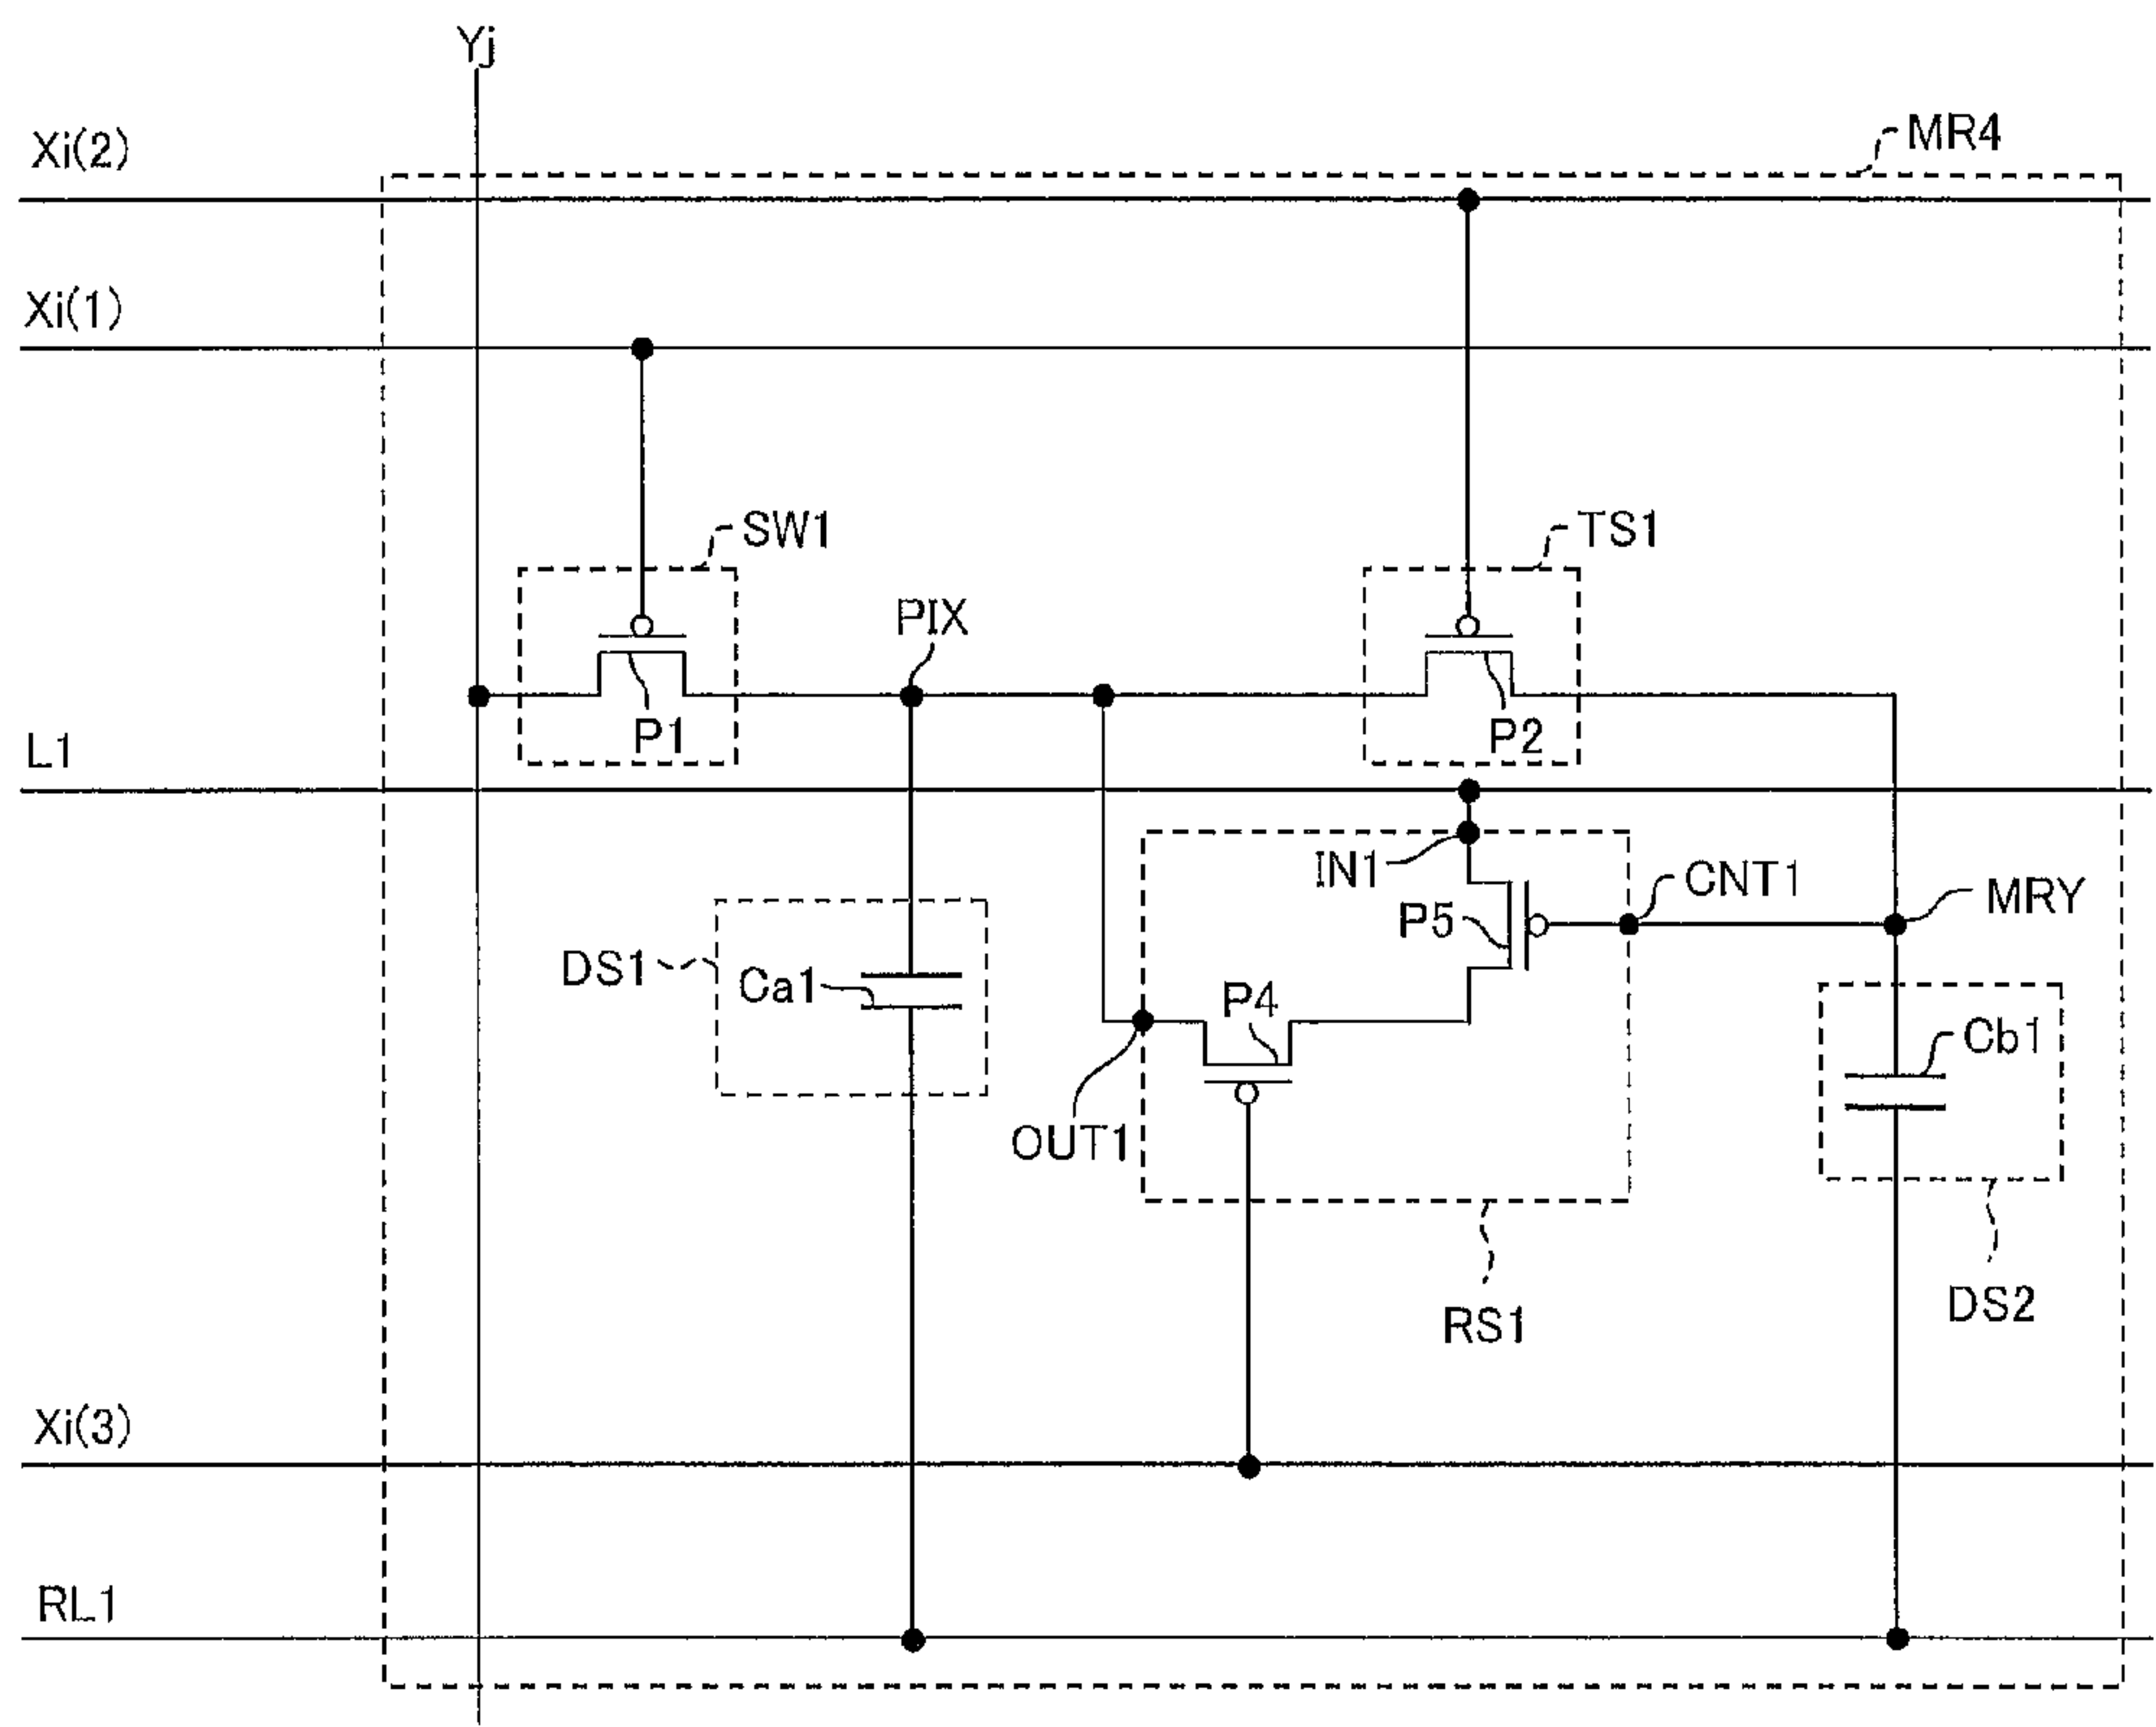 Yj
Xi(2)
MR4
Xi(1)
SW1
TS1
PIX
P1
P2
L1
IN1
CNT1
P5
MRY
DS1
Ca1
P4
Cb1
OUT1
RS1
DS2
Xi(3)
RL1